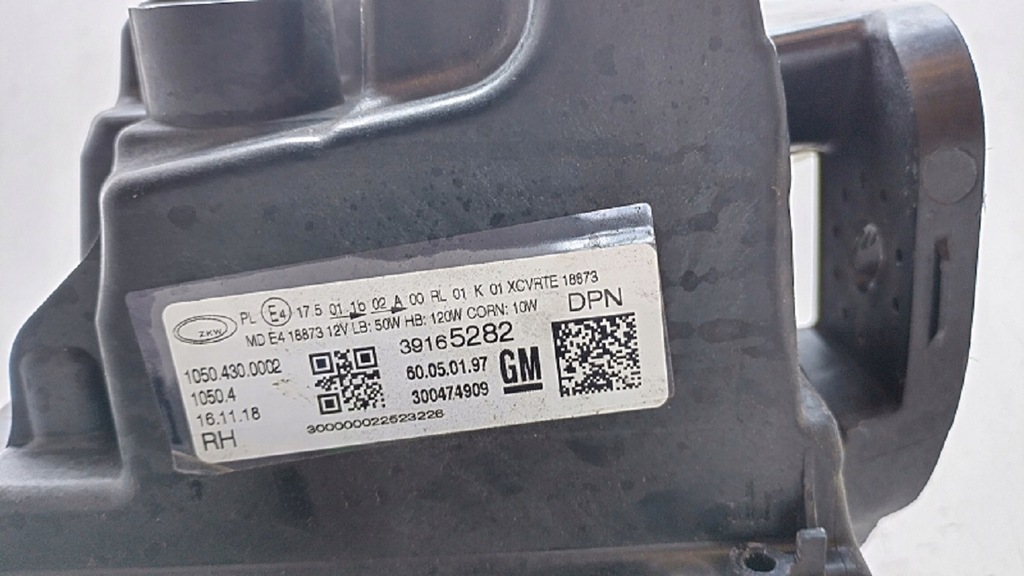 ZKW
PL E4 17.5 01 1b 02 A 00 RL 01 K 01 XCVRTE 18873
MD E4 18873 12V LB: 50W HB: 120W CORN: 10W
DPN
1050.430.0002
39165282
1050.4
60.05.01.97
GM
16.11.18
300474909
RH
300000022523226